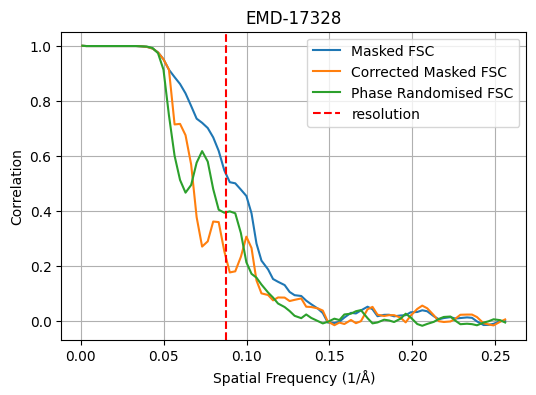 EMD-17328
Masked FSC
Corrected Masked FSC
Phase Randomised FSC
resolution
Correlation
1.0
0.8
0.6
0.4
0.2
0.0
0.00
0.05
0.10
0.15
0.20
0.25
Spatial Frequency (1/Å)